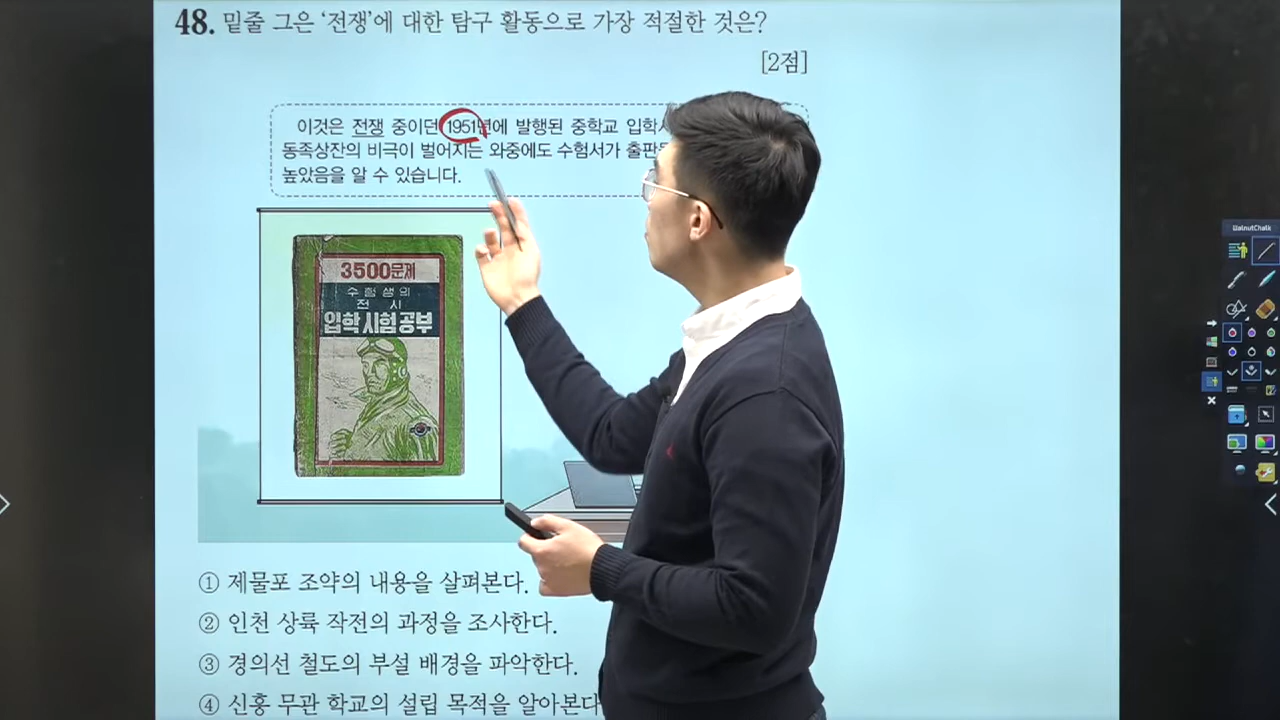 48. 밑줄 그은 '전쟁'에 대한 탐구 활동으로 가장 적절한 것은?
[2점]
이것은 전쟁 중이던 1951년에 발행된 중학교
동족상잔의 비극이 벌어지는 와중에도 수험서가
높았음을 알 수 있습니다.
3500문제
수험생의
전시
입학시험공부
① 제물포 조약의 내용을 살펴본다.
② 인천 상륙 작전의 과정을 조사한다.
③ 경의선 철도의 부설 배경을 파악한다.
④ 신흥 무관 학교의 설립 목적을 알아본다
WalnutChalk